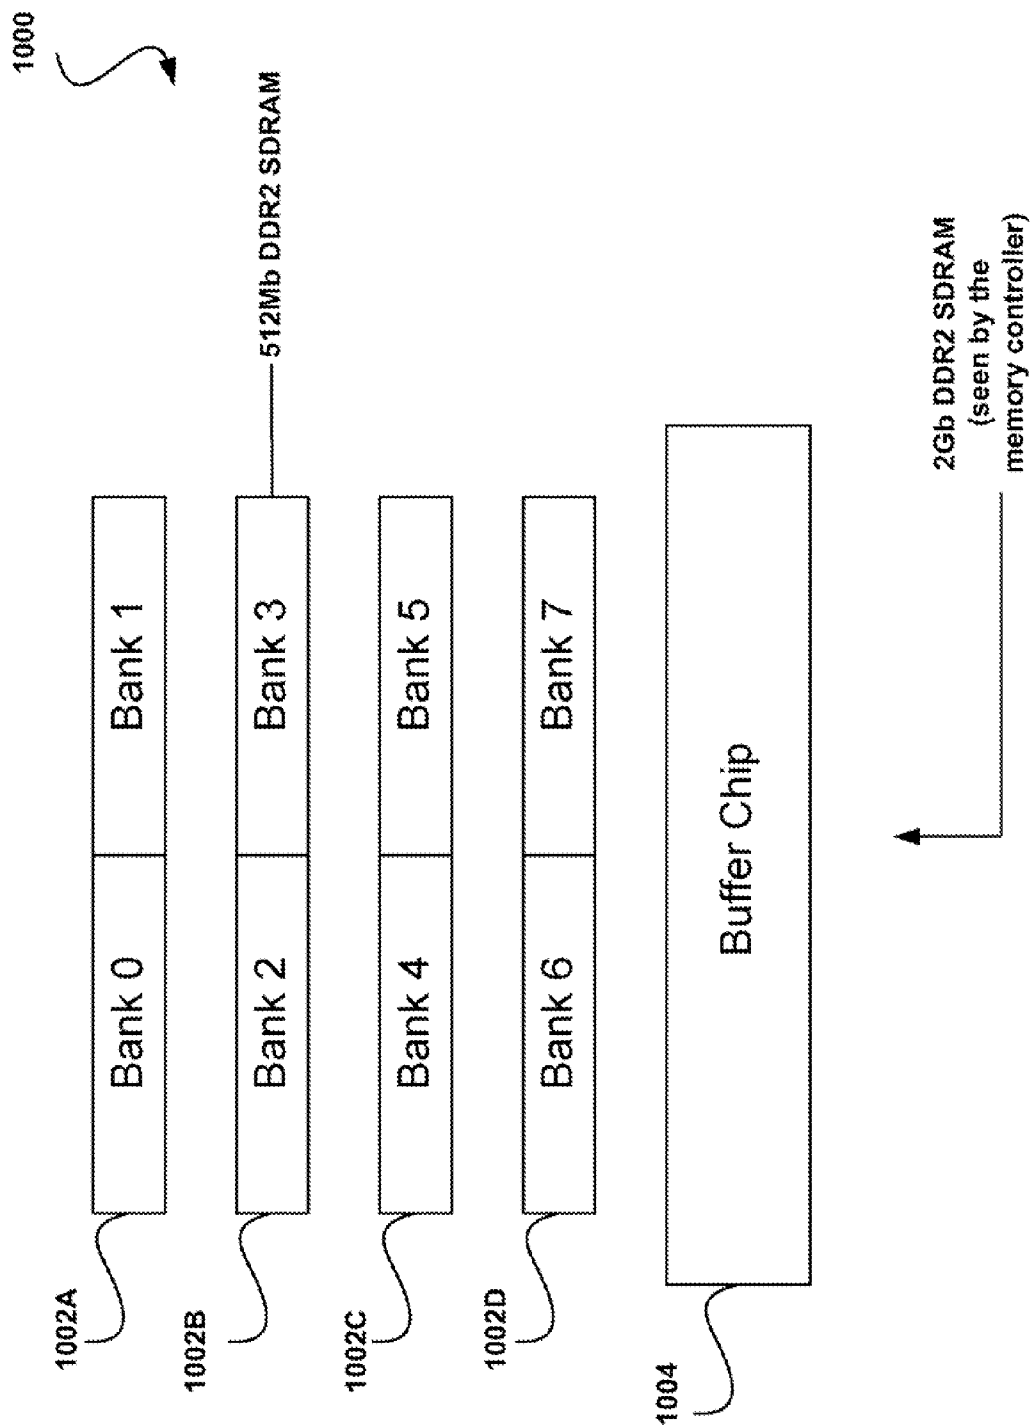 1000
1002A
Bank 0
Bank 1
1002B
Bank 2
Bank 3
512Mb DDR2 SDRAM
1002C
Bank 4
Bank 5
1002D
Bank 6
Bank 7
1004
Buffer Chip
2Gb DDR2 SDRAM
(seen by the
memory controller)